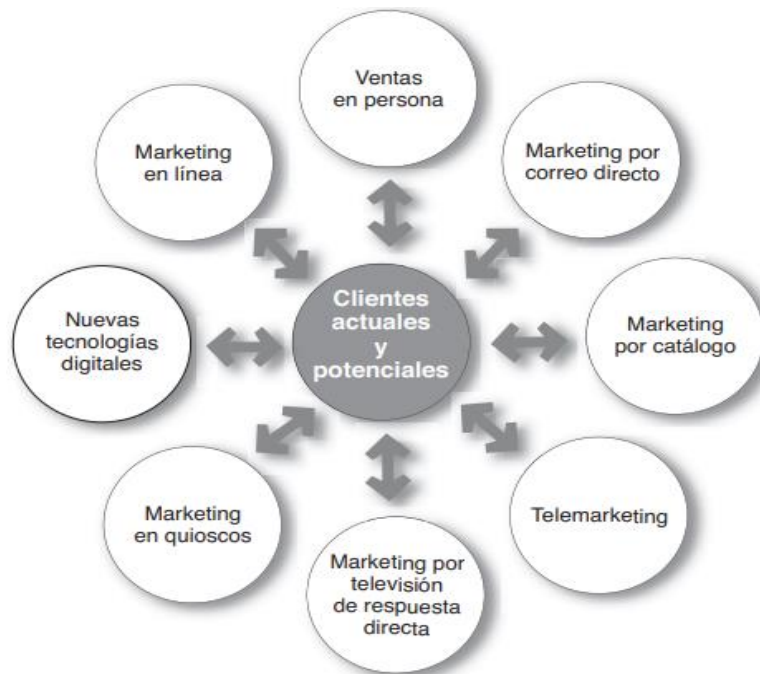 Ventas
en persona
Marketing por
correo directo
Marketing
por catálogo
Telemarketing
Marketing por
televisión
de respuesta
directa
Marketing
en quioscos
Nuevas
tecnologías
digitales
Marketing
en línea
Clientes
actuales
y
potenciales